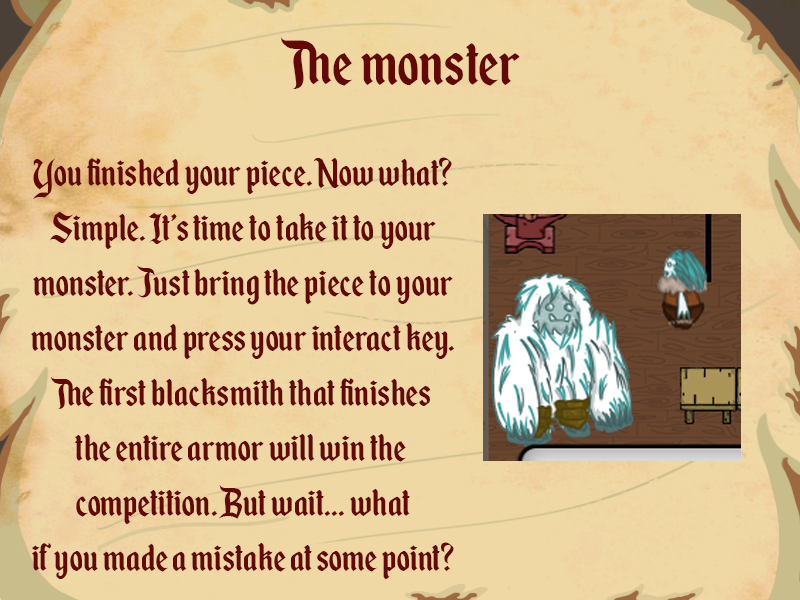 The monster
You finished your piece. Now what?
Simple. It's time to take it to your
monster. Just bring the piece to your
monster and press your interact key.
The first blacksmith that finishes
the entire armor will win the
competition. But wait... what
if you made a mistake at some point?